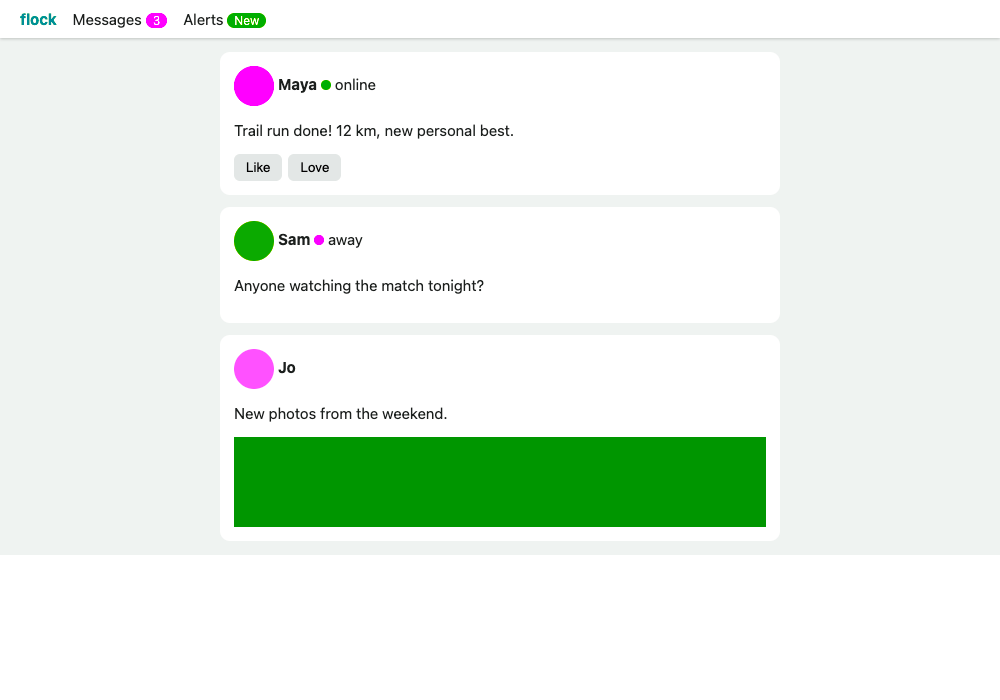 flock Messages 3 Alerts New
Maya online
Trail run done! 12 km, new personal best.
Like Love
Sam away
Anyone watching the match tonight?
Jo
New photos from the weekend.